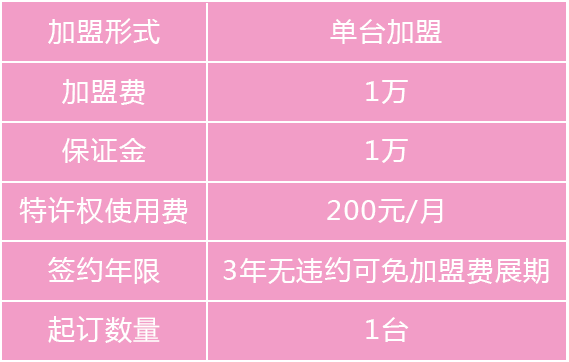 加盟形式 单台加盟
加盟费 1万
保证金 1万
特许权使用费 200元/月
签约年限 3年无违约可免加盟费展期
起订数量 1台